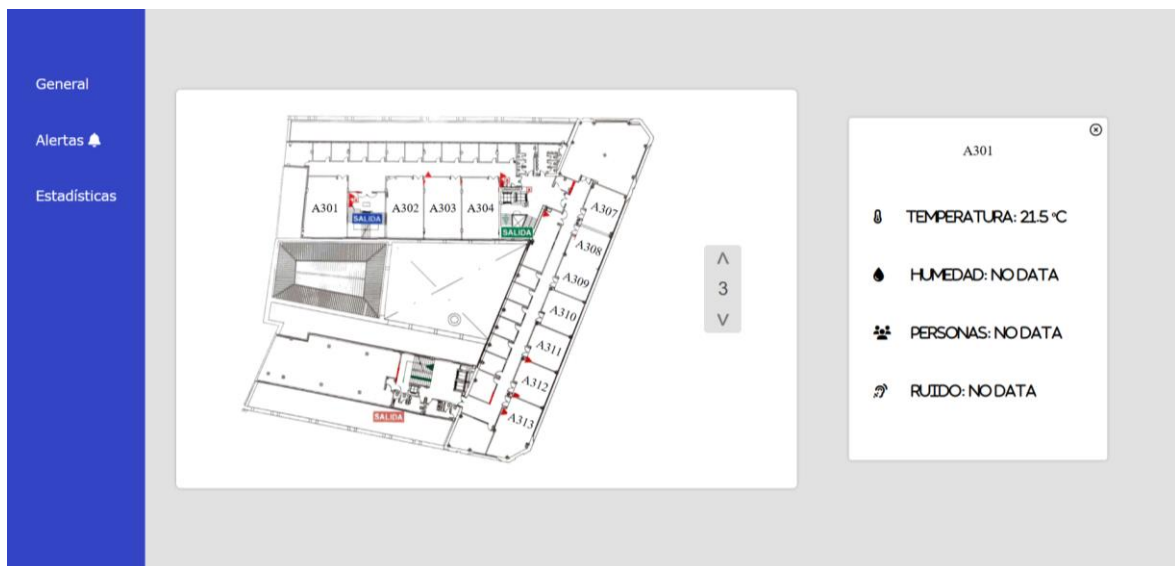 General
Alertas
Estadísticas
A301
SALIDA
A302
A303
A304
SALIDA
A307
A308
A309
A310
A311
A312
A313
SALIDA
3
A301
TEMPERATURA: 21.5 ºC
HUMEDAD: NO DATA
PERSONAS: NO DATA
RUIDO: NO DATA